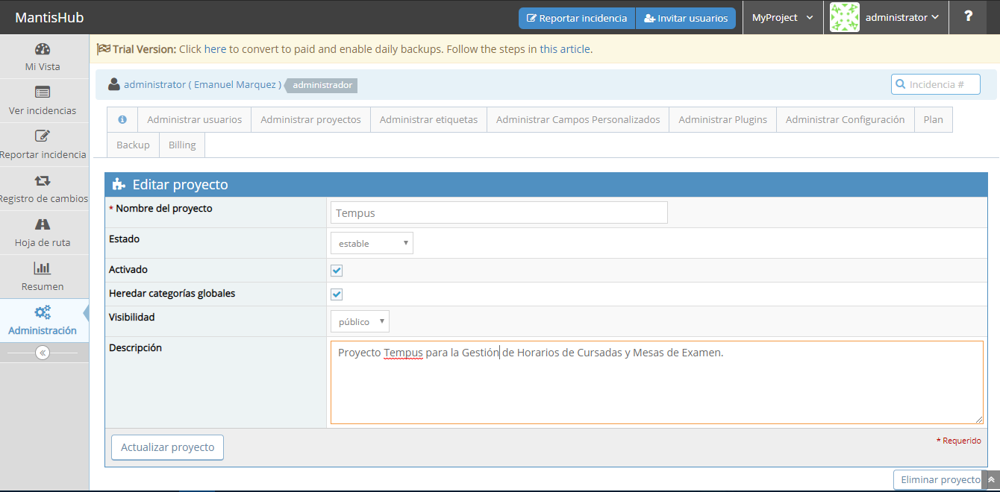 MantisHub
Reportar incidencia
Invitar usuarios
MyProject
administrator
?
Mi Vista
Ver incidencias
Reportar incidencia
Registro de cambios
Hoja de ruta
Resumen
Administración
Trial Version: Click here to convert to paid and enable daily backups. Follow the steps in this article.
administrator ( Emanuel Marquez ) administrador
Incidencia #
Administrar usuarios
Administrar proyectos
Administrar etiquetas
Administrar Campos Personalizados
Administrar Plugins
Administrar Configuración
Plan
Backup
Billing
Editar proyecto
* Nombre del proyecto
Tempus
Estado
estable
Activado
Heredar categorías globales
Visibilidad
público
Descripción
Proyecto Tempus para la Gestión de Horarios de Cursadas y Mesas de Examen.
Actualizar proyecto
* Requerido
Eliminar proyecto